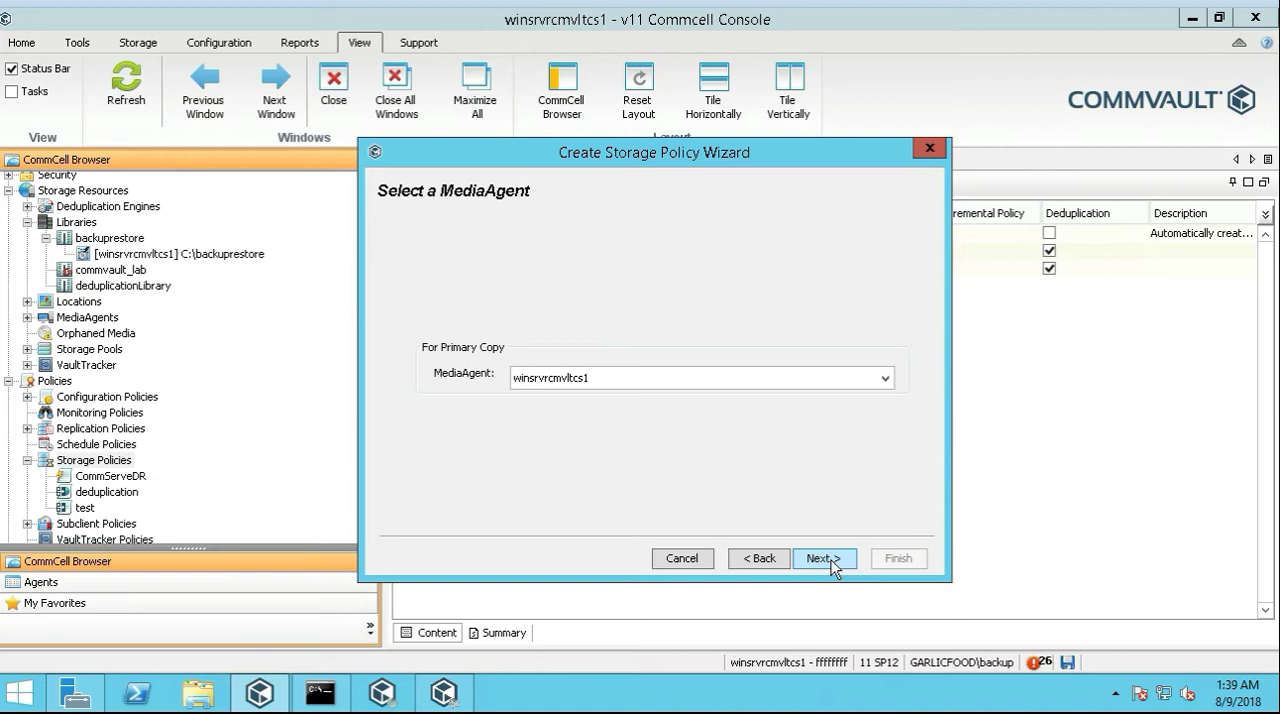 winsrvrcmvltcs1 - v11 Commcell Console
Home Tools Storage Configuration Reports View Support
Status Bar
Tasks
Refresh
Previous Window
Next Window
Close
Close All Windows
Maximize All
CommCell Browser
Reset Layout
Tile Horizontally
Tile Vertically
COMMVAULT
View Windows
CommCell Browser
Security
Storage Resources
Deduplication Engines
Libraries
backuprestore
[winsrvrcmvltcs1] C:\backuprestore
commvault_lab
deduplicationLibrary
Locations
MediaAgents
Orphaned Media
Storage Pools
VaultTracker
Policies
Configuration Policies
Monitoring Policies
Replication Policies
Schedule Policies
Storage Policies
CommServeDR
deduplication
test
Subclient Policies
VaultTracker Policies
CommCell Browser
Agents
My Favorites
Create Storage Policy Wizard
Select a MediaAgent
For Primary Copy
MediaAgent: winsrvrcmvltcs1
Cancel < Back Next > Finish
remental Policy Deduplication Description
Automatically creat...
Content Summary
winsrvrcmvltcs1 - ffffffff 11 SP12 GARLICFOOD\backup 26
1:39 AM
8/9/2018